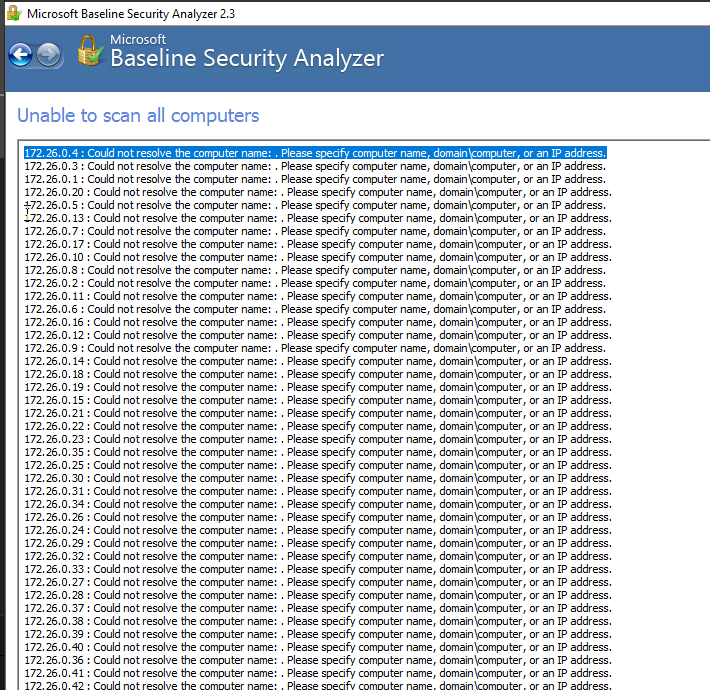 Microsoft Baseline Security Analyzer 2.3
Microsoft
Baseline Security Analyzer
Unable to scan all computers
172.26.0.4 : Could not resolve the computer name: . Please specify computer name, domain\computer, or an IP address.
172.26.0.3 : Could not resolve the computer name: . Please specify computer name, domain\computer, or an IP address.
172.26.0.1 : Could not resolve the computer name: . Please specify computer name, domain\computer, or an IP address.
172.26.0.20 : Could not resolve the computer name: . Please specify computer name, domain\computer, or an IP address.
172.26.0.5 : Could not resolve the computer name: . Please specify computer name, domain\computer, or an IP address.
172.26.0.13 : Could not resolve the computer name: . Please specify computer name, domain\computer, or an IP address.
172.26.0.7 : Could not resolve the computer name: . Please specify computer name, domain\computer, or an IP address.
172.26.0.17 : Could not resolve the computer name: . Please specify computer name, domain\computer, or an IP address.
172.26.0.10 : Could not resolve the computer name: . Please specify computer name, domain\computer, or an IP address.
172.26.0.8 : Could not resolve the computer name: . Please specify computer name, domain\computer, or an IP address.
172.26.0.2 : Could not resolve the computer name: . Please specify computer name, domain\computer, or an IP address.
172.26.0.11 : Could not resolve the computer name: . Please specify computer name, domain\computer, or an IP address.
172.26.0.6 : Could not resolve the computer name: . Please specify computer name, domain\computer, or an IP address.
172.26.0.16 : Could not resolve the computer name: . Please specify computer name, domain\computer, or an IP address.
172.26.0.12 : Could not resolve the computer name: . Please specify computer name, domain\computer, or an IP address.
172.26.0.9 : Could not resolve the computer name: . Please specify computer name, domain\computer, or an IP address.
172.26.0.14 : Could not resolve the computer name: . Please specify computer name, domain\computer, or an IP address.
172.26.0.18 : Could not resolve the computer name: . Please specify computer name, domain\computer, or an IP address.
172.26.0.19 : Could not resolve the computer name: . Please specify computer name, domain\computer, or an IP address.
172.26.0.15 : Could not resolve the computer name: . Please specify computer name, domain\computer, or an IP address.
172.26.0.21 : Could not resolve the computer name: . Please specify computer name, domain\computer, or an IP address.
172.26.0.22 : Could not resolve the computer name: . Please specify computer name, domain\computer, or an IP address.
172.26.0.23 : Could not resolve the computer name: . Please specify computer name, domain\computer, or an IP address.
172.26.0.35 : Could not resolve the computer name: . Please specify computer name, domain\computer, or an IP address.
172.26.0.25 : Could not resolve the computer name: . Please specify computer name, domain\computer, or an IP address.
172.26.0.30 : Could not resolve the computer name: . Please specify computer name, domain\computer, or an IP address.
172.26.0.31 : Could not resolve the computer name: . Please specify computer name, domain\computer, or an IP address.
172.26.0.34 : Could not resolve the computer name: . Please specify computer name, domain\computer, or an IP address.
172.26.0.26 : Could not resolve the computer name: . Please specify computer name, domain\computer, or an IP address.
172.26.0.24 : Could not resolve the computer name: . Please specify computer name, domain\computer, or an IP address.
172.26.0.29 : Could not resolve the computer name: . Please specify computer name, domain\computer, or an IP address.
172.26.0.32 : Could not resolve the computer name: . Please specify computer name, domain\computer, or an IP address.
172.26.0.33 : Could not resolve the computer name: . Please specify computer name, domain\computer, or an IP address.
172.26.0.27 : Could not resolve the computer name: . Please specify computer name, domain\computer, or an IP address.
172.26.0.28 : Could not resolve the computer name: . Please specify computer name, domain\computer, or an IP address.
172.26.0.37 : Could not resolve the computer name: . Please specify computer name, domain\computer, or an IP address.
172.26.0.38 : Could not resolve the computer name: . Please specify computer name, domain\computer, or an IP address.
172.26.0.39 : Could not resolve the computer name: . Please specify computer name, domain\computer, or an IP address.
172.26.0.40 : Could not resolve the computer name: . Please specify computer name, domain\computer, or an IP address.
172.26.0.36 : Could not resolve the computer name: . Please specify computer name, domain\computer, or an IP address.
172.26.0.41 : Could not resolve the computer name: . Please specify computer name, domain\computer, or an IP address.
172.26.0.42 : Could not resolve the computer name: . Please specify computer name, domain\computer, or an IP address.